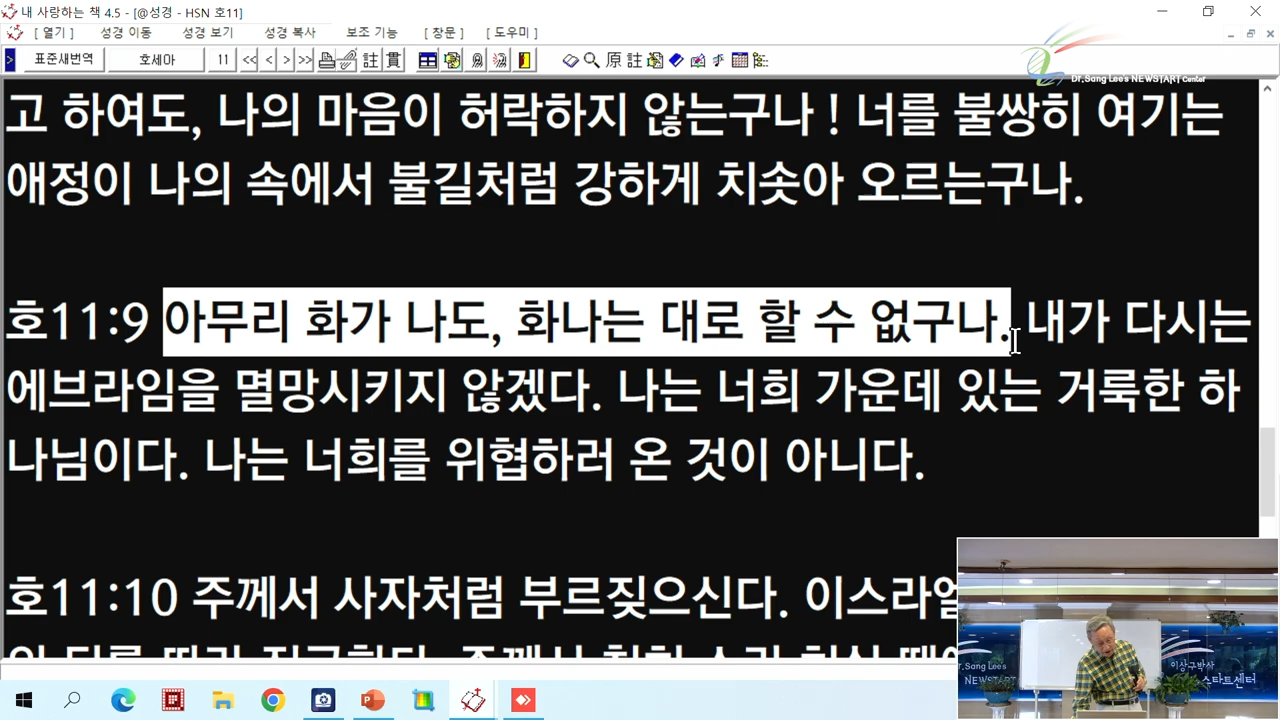 내 사랑하는 책 4.5 - [@성경 - HSN 호11]
[ 열기 ] 성경 이동 성경 보기 성경 복사 보조 기능 [ 창문 ] [ 도우미 ]
> 표준새번역 호세아 11 << < > >> 註 貫 原 註
Dr.Sang Lee's NEWSTART Center
고 하여도, 나의 마음이 허락하지 않는구나 ! 너를 불쌍히 여기는
애정이 나의 속에서 불길처럼 강하게 치솟아 오르는구나.
호11:9 아무리 화가 나도, 화나는 대로 할 수 없구나. 내가 다시는
에브라임을 멸망시키지 않겠다. 나는 너희 가운데 있는 거룩한 하
나님이다. 나는 너희를 위협하러 온 것이 아니다.
호11:10 주께서 사자처럼 부르짖으신다. 이스라엘
Dr.Sang Lee's 이상구박사
NEWSTART 스타트센터